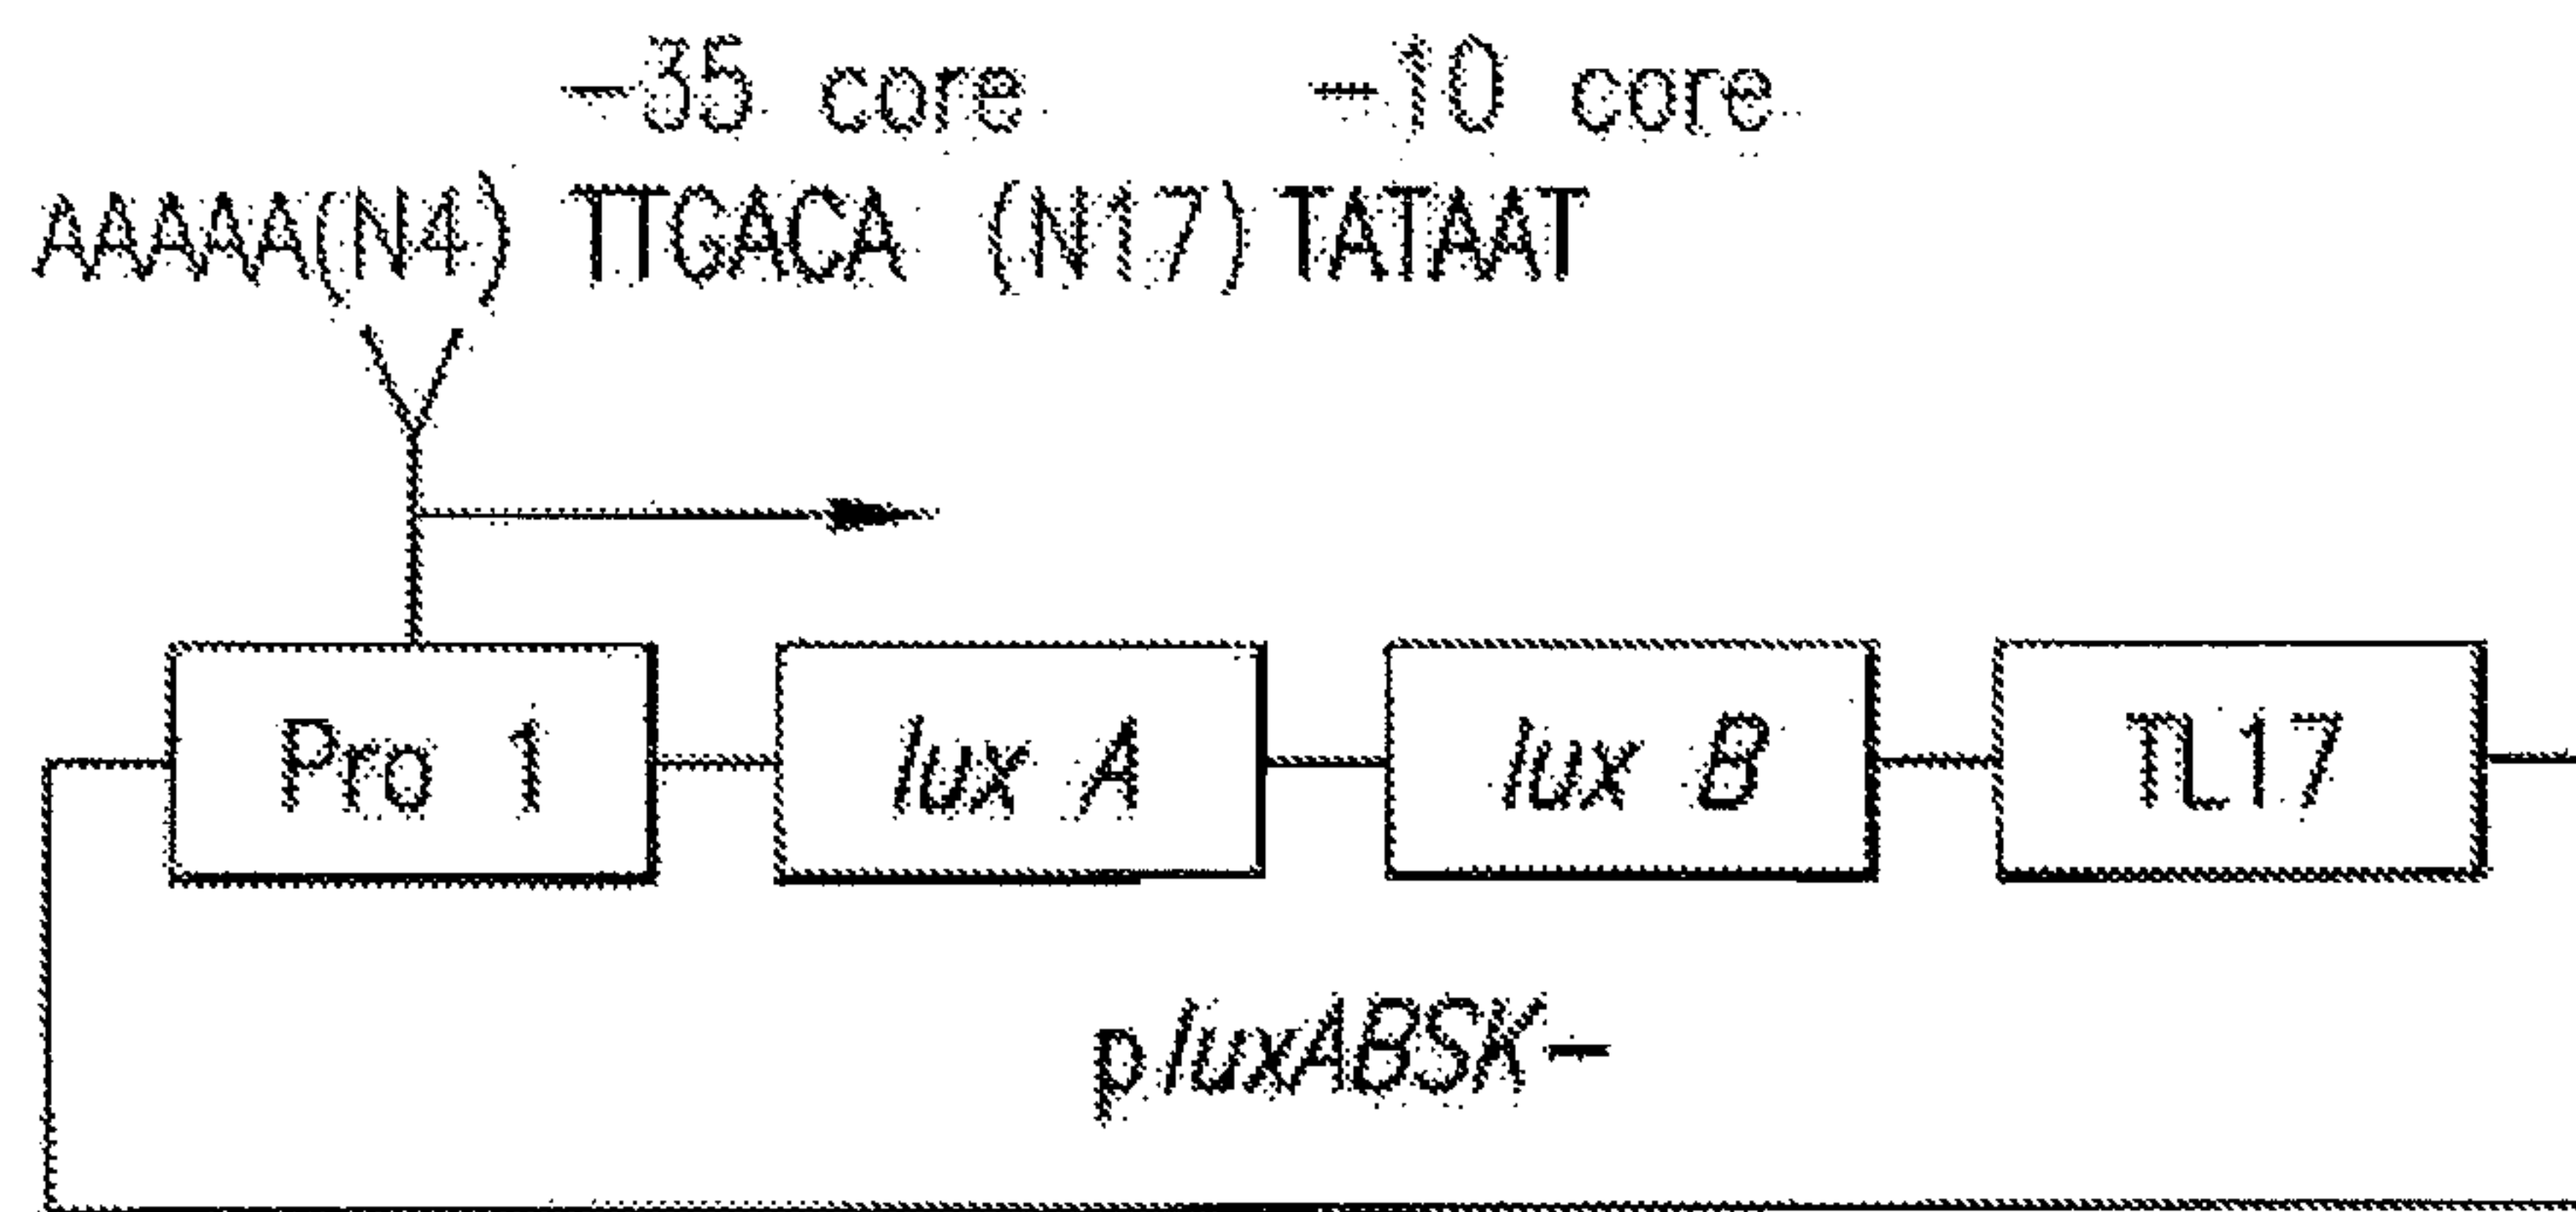 -35 core -10 core
AAAAA(N4) TTGACA (N17) TATAAT
Pro 1 lux A lux B TL17
pluxABSK-